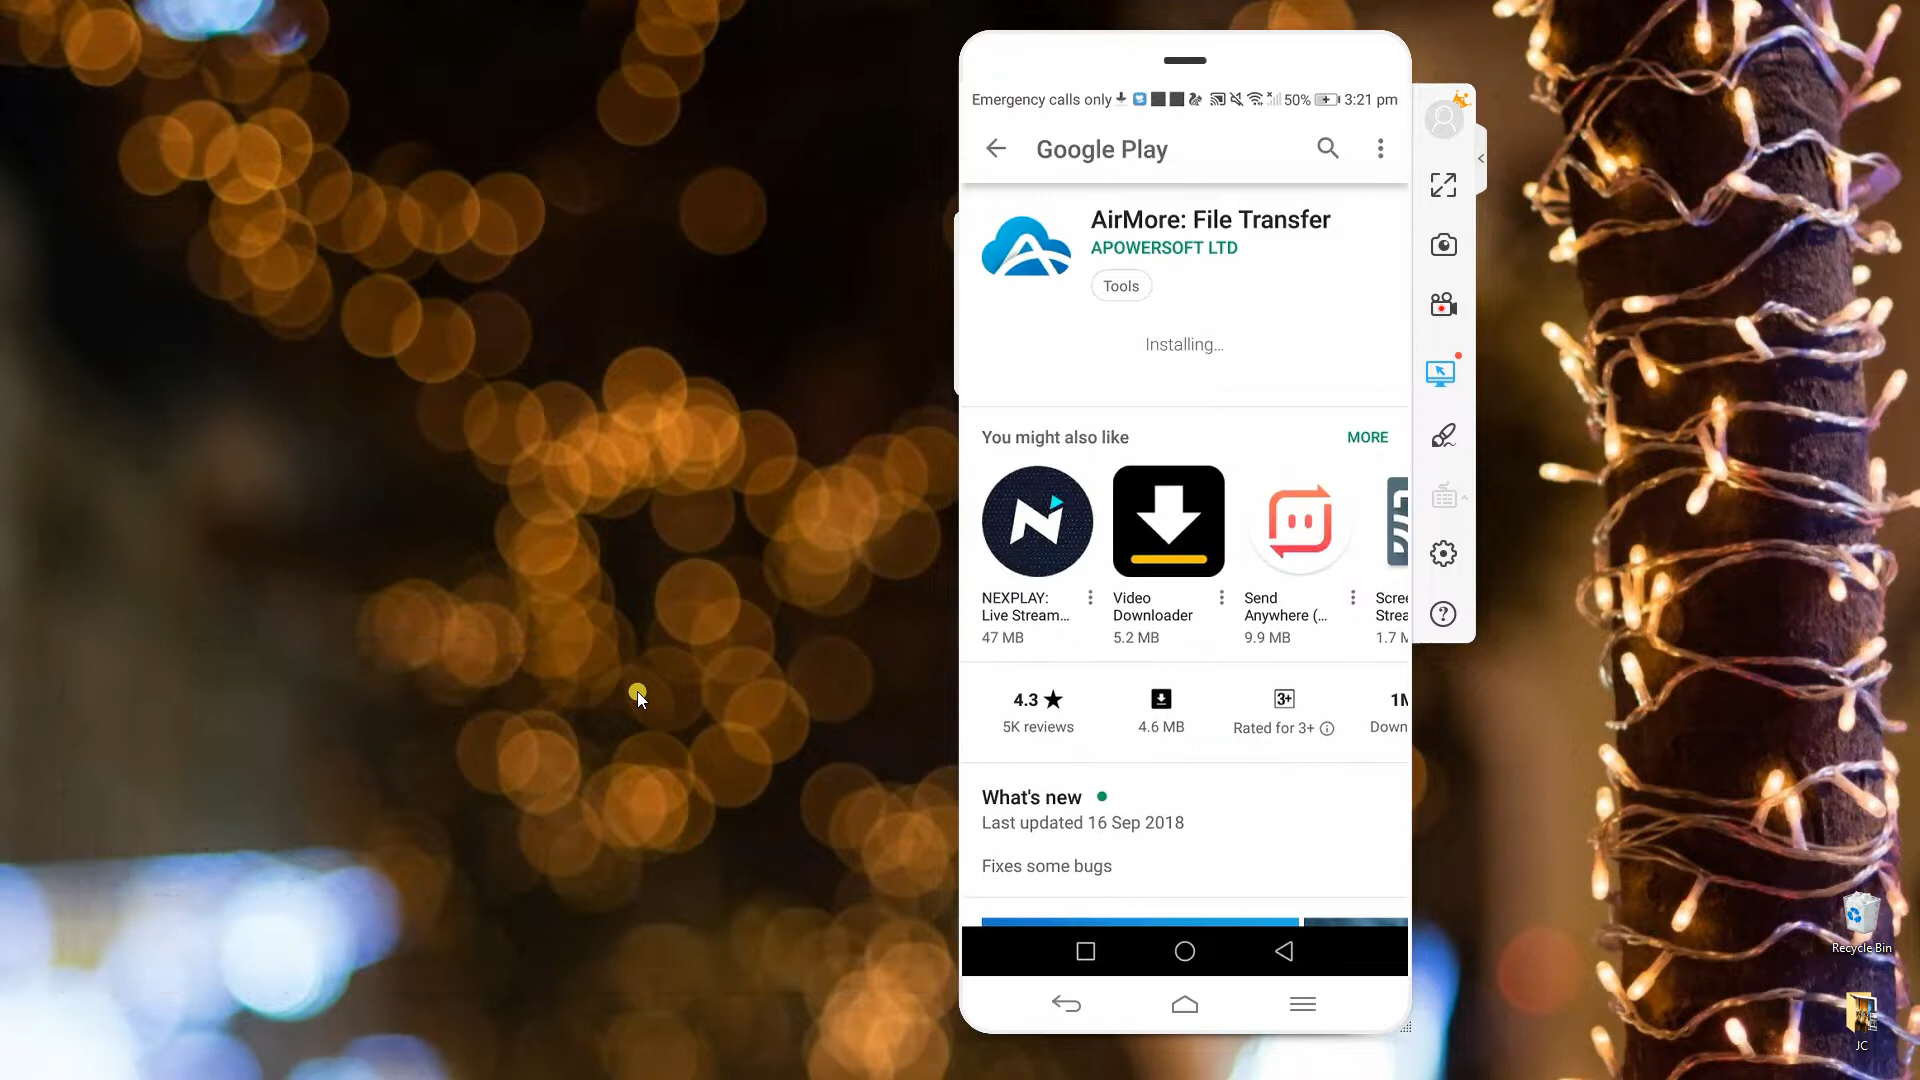 Emergency calls only 50% 3:21 pm
Google Play
AirMore: File Transfer
APOWERSOFT LTD
Tools
Installing...
You might also like MORE
NEXPLAY: Live Stream...
47 MB
Video Downloader
5.2 MB
Send Anywhere (...
9.9 MB
4.3 ★
5K reviews
4.6 MB
3+
Rated for 3+
What's new
Last updated 16 Sep 2018
Fixes some bugs
Recycle Bin
JC